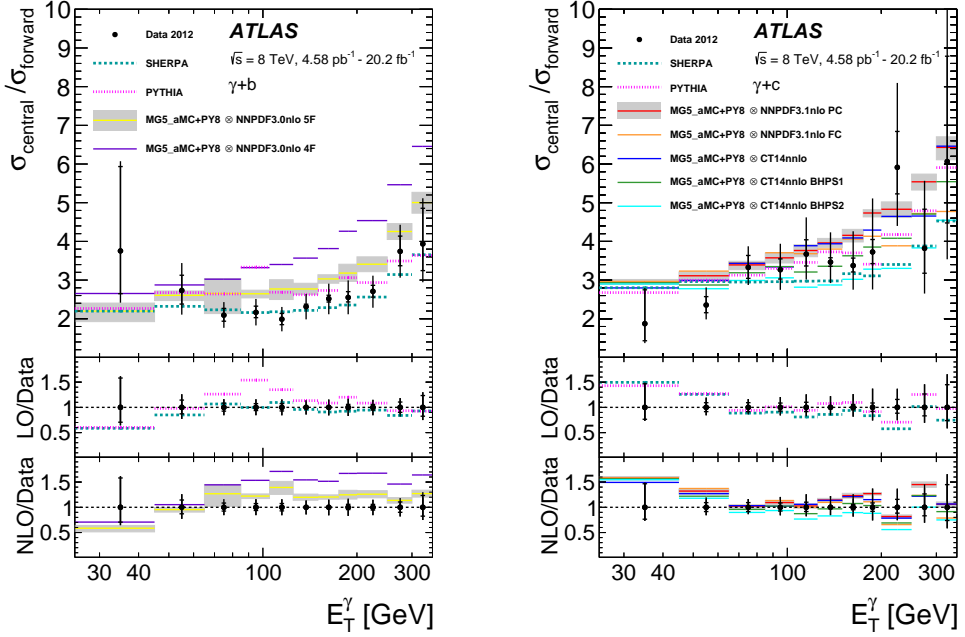 σcentral/σforward
10
9
8
7
6
5
4
3
2
ATLAS
√s = 8 TeV, 4.58 pb⁻¹ - 20.2 fb⁻¹
γ+b
Data 2012
SHERPA
PYTHIA
MG5_aMC+PY8 ⊗ NNPDF3.0nlo 5F
MG5_aMC+PY8 ⊗ NNPDF3.0nlo 4F
LO/Data
1.5
1
0.5
NLO/Data
1.5
1
0.5
30 40 100 200 300
E_T^γ [GeV]
σcentral/σforward
10
9
8
7
6
5
4
3
2
ATLAS
√s = 8 TeV, 4.58 pb⁻¹ - 20.2 fb⁻¹
γ+c
Data 2012
SHERPA
PYTHIA
MG5_aMC+PY8 ⊗ NNPDF3.1nlo PC
MG5_aMC+PY8 ⊗ NNPDF3.1nlo FC
MG5_aMC+PY8 ⊗ CT14nnlo
MG5_aMC+PY8 ⊗ CT14nnlo BHPS1
MG5_aMC+PY8 ⊗ CT14nnlo BHPS2
LO/Data
1.5
1
0.5
NLO/Data
1.5
1
0.5
30 40 100 200 300
E_T^γ [GeV]